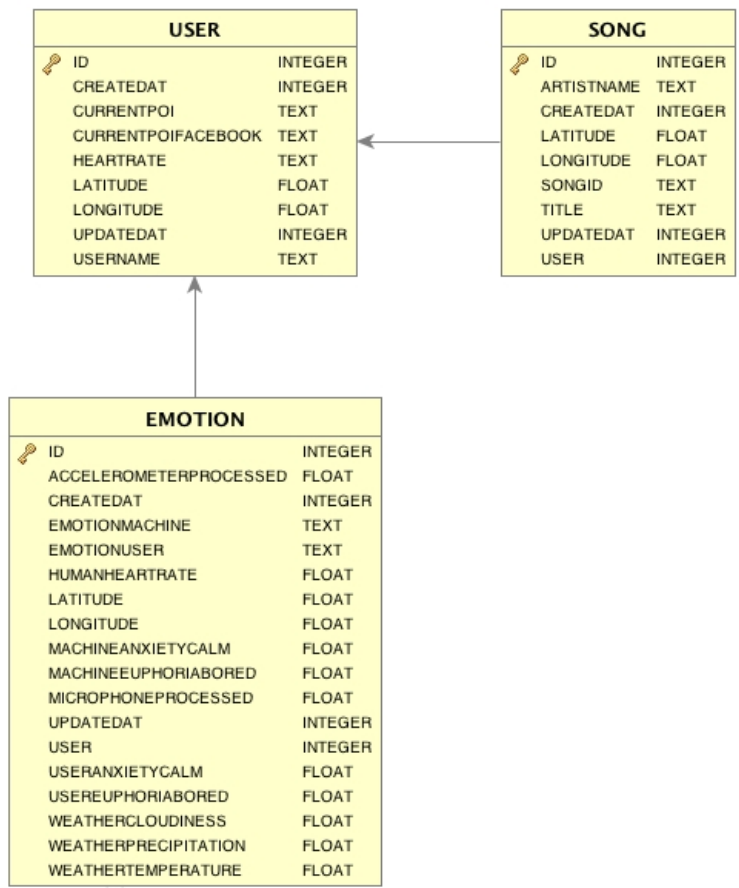 USER
ID INTEGER
CREATEDAT INTEGER
CURRENTPOI TEXT
CURRENTPOIFACEBOOK TEXT
HEARTRATE TEXT
LATITUDE FLOAT
LONGITUDE FLOAT
UPDATEDAT INTEGER
USERNAME TEXT
SONG
ID INTEGER
ARTISTNAME TEXT
CREATEDAT INTEGER
LATITUDE FLOAT
LONGITUDE FLOAT
SONGID TEXT
TITLE TEXT
UPDATEDAT INTEGER
USER INTEGER
EMOTION
ID INTEGER
ACCELEROMETERPROCESSED FLOAT
CREATEDAT INTEGER
EMOTIONMACHINE TEXT
EMOTIONUSER TEXT
HUMANHEARTRATE FLOAT
LATITUDE FLOAT
LONGITUDE FLOAT
MACHINEANXIETYCALM FLOAT
MACHINEEUPHORIABORED FLOAT
MICROPHONEPROCESSED FLOAT
UPDATEDAT INTEGER
USER INTEGER
USERANXIETYCALM FLOAT
USEREUPHORIABORED FLOAT
WEATHERCLOUDINESS FLOAT
WEATHERPRECIPITATION FLOAT
WEATHERTEMPERATURE FLOAT